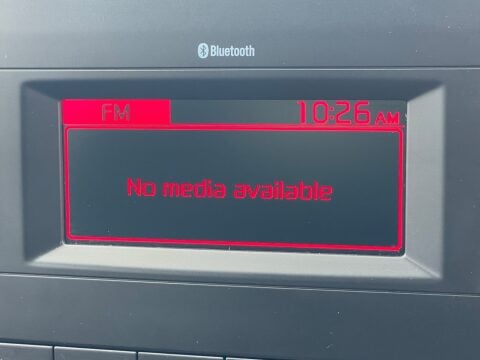 Bluetooth
FM 10:26 AM
No media available